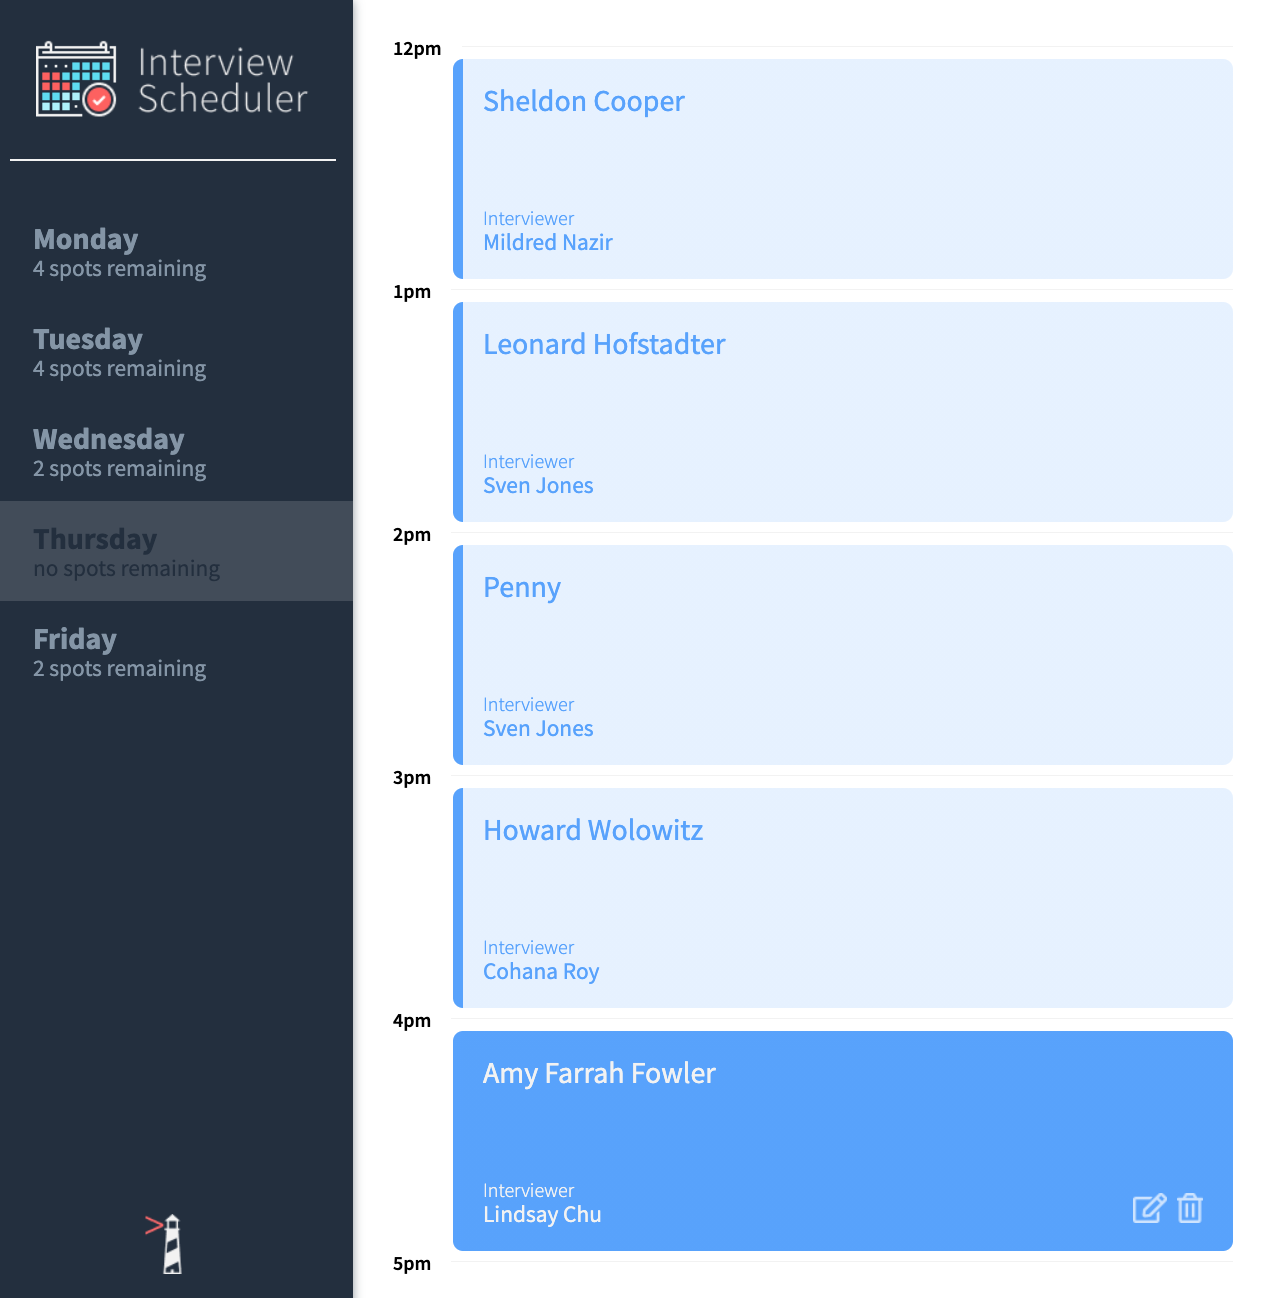 Interview
Scheduler
Monday
4 spots remaining
Tuesday
4 spots remaining
Wednesday
2 spots remaining
Thursday
no spots remaining
Friday
2 spots remaining
12pm
Sheldon Cooper
Interviewer
Mildred Nazir
1pm
Leonard Hofstadter
Interviewer
Sven Jones
2pm
Penny
Interviewer
Sven Jones
3pm
Howard Wolowitz
Interviewer
Cohana Roy
4pm
Amy Farrah Fowler
Interviewer
Lindsay Chu
5pm